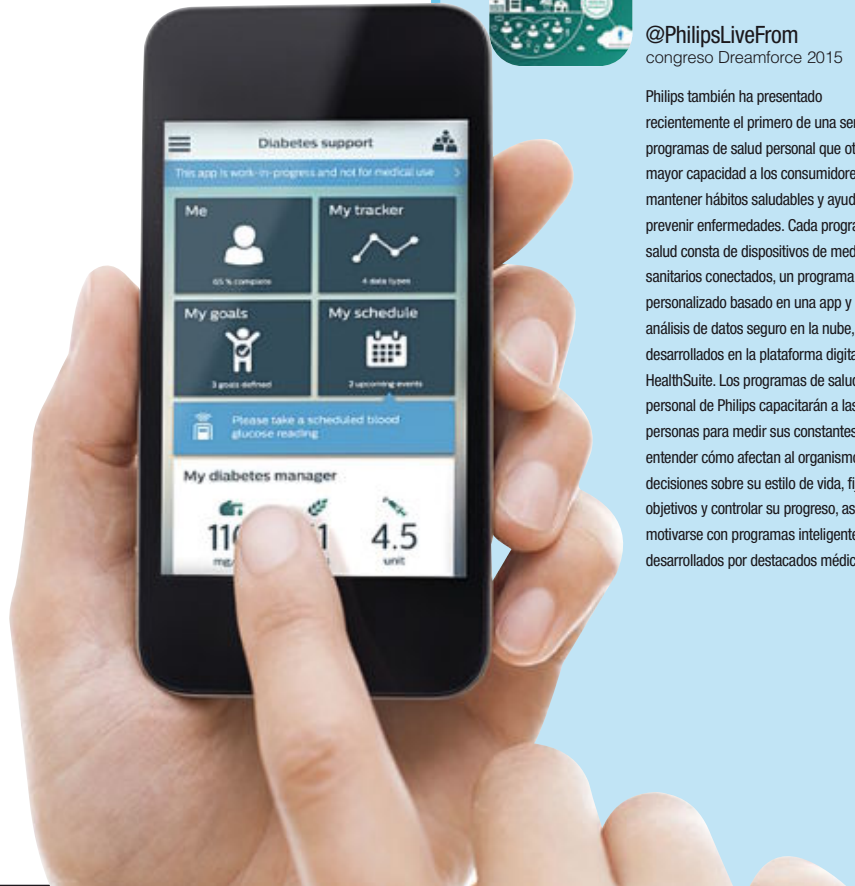 @PhilipsLiveFrom
congreso Dreamforce 2015
Philips también ha presentado
recientemente el primero de una
programas de salud personal que
mayor capacidad a los consumidore
mantener hábitos saludables y ayud
prevenir enfermedades. Cada progra
salud consta de dispositivos de med
sanitarios conectados, un programa
personalizado basado en una app y
análisis de datos seguro en la nube,
desarrollados en la plataforma digita
HealthSuite. Los programas de salud
personal de Philips capacitarán a las
personas para medir sus constantes
entender cómo afectan al organismo
decisiones sobre su estilo de vida, fij
objetivos y controlar su progreso, as
motivarse con programas inteligente
desarrollados por destacados médic
Diabetes support
This app is work-in-progress and not for medical use
Me
My tracker
65 % complete
4 data types
My goals
My schedule
3 goals defined
upcoming events
Please take a scheduled blood
glucose reading
My diabetes manager
4.5
unit